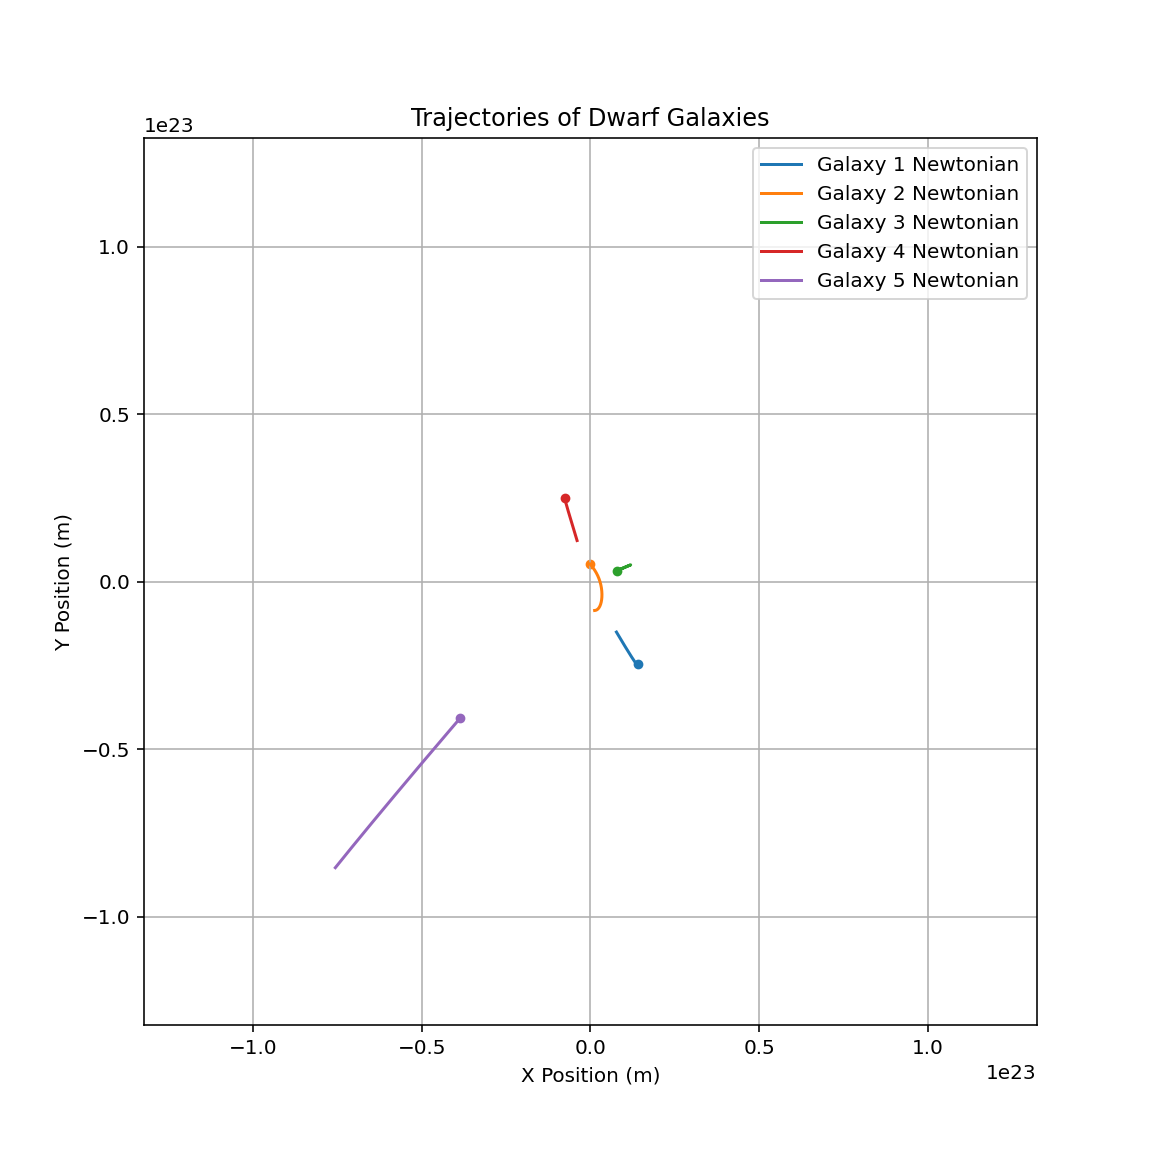 Trajectories of Dwarf Galaxies
1e23
Galaxy 1 Newtonian
Galaxy 2 Newtonian
Galaxy 3 Newtonian
Galaxy 4 Newtonian
Galaxy 5 Newtonian
1.0
0.5
0.0
−0.5
−1.0
Y Position (m)
−1.0 −0.5 0.0 0.5 1.0
1e23
X Position (m)